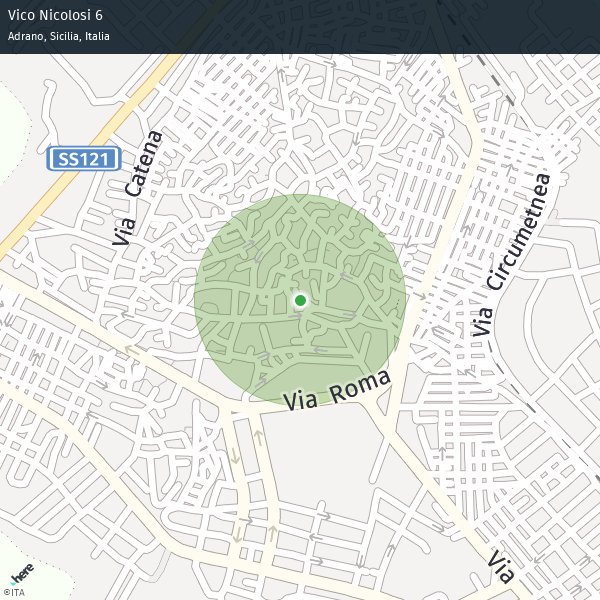 Vico Nicolosi 6
Adrano, Sicilia, Italia
SS121
Via Catena
Via Circumetnea
Via Roma
Via
here
©ITA